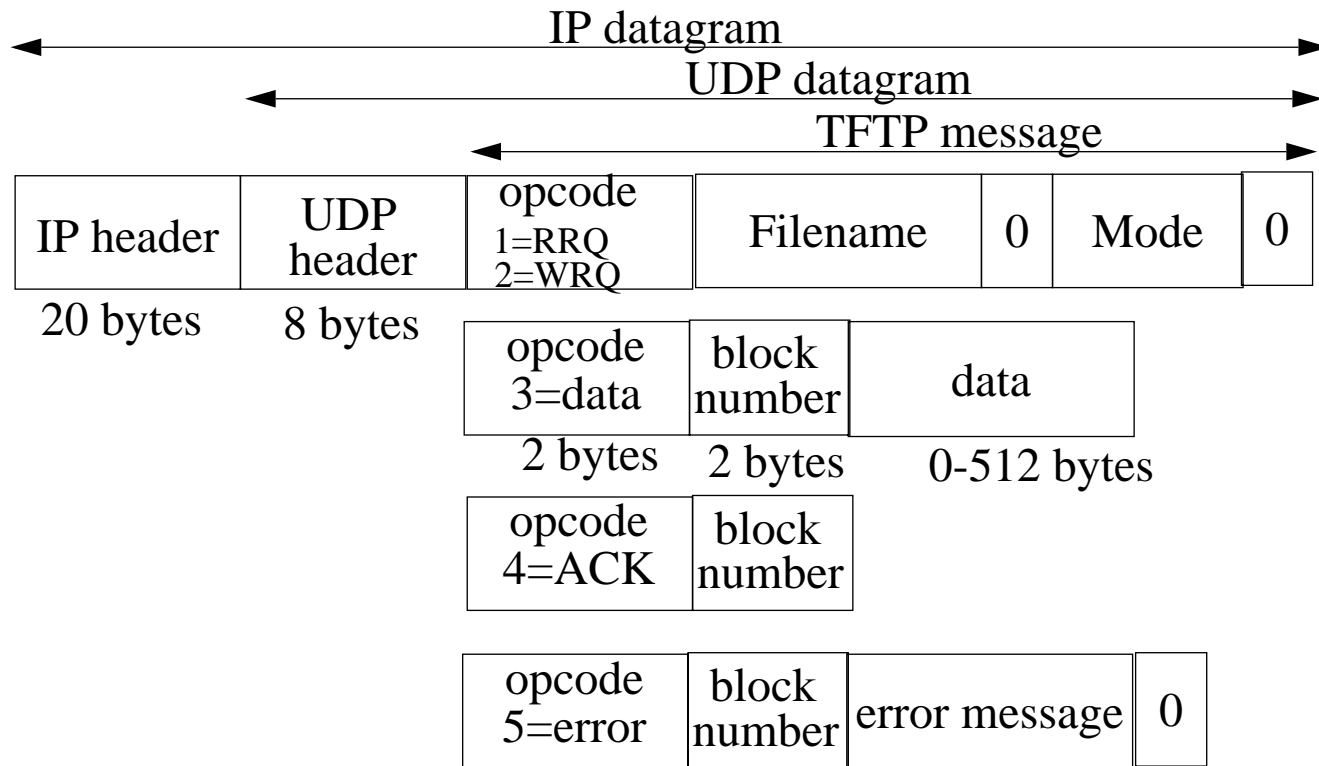 IP datagram
UDP datagram
TFTP message
IP header
UDP
header
opcode
1=RRQ
2=WRQ
Filename
0
Mode
0
20 bytes
8 bytes
opcode
3=data
block
number
data
2 bytes
2 bytes
0-512 bytes
opcode
4=ACK
block
number
opcode
5=error
block
number
error message
0